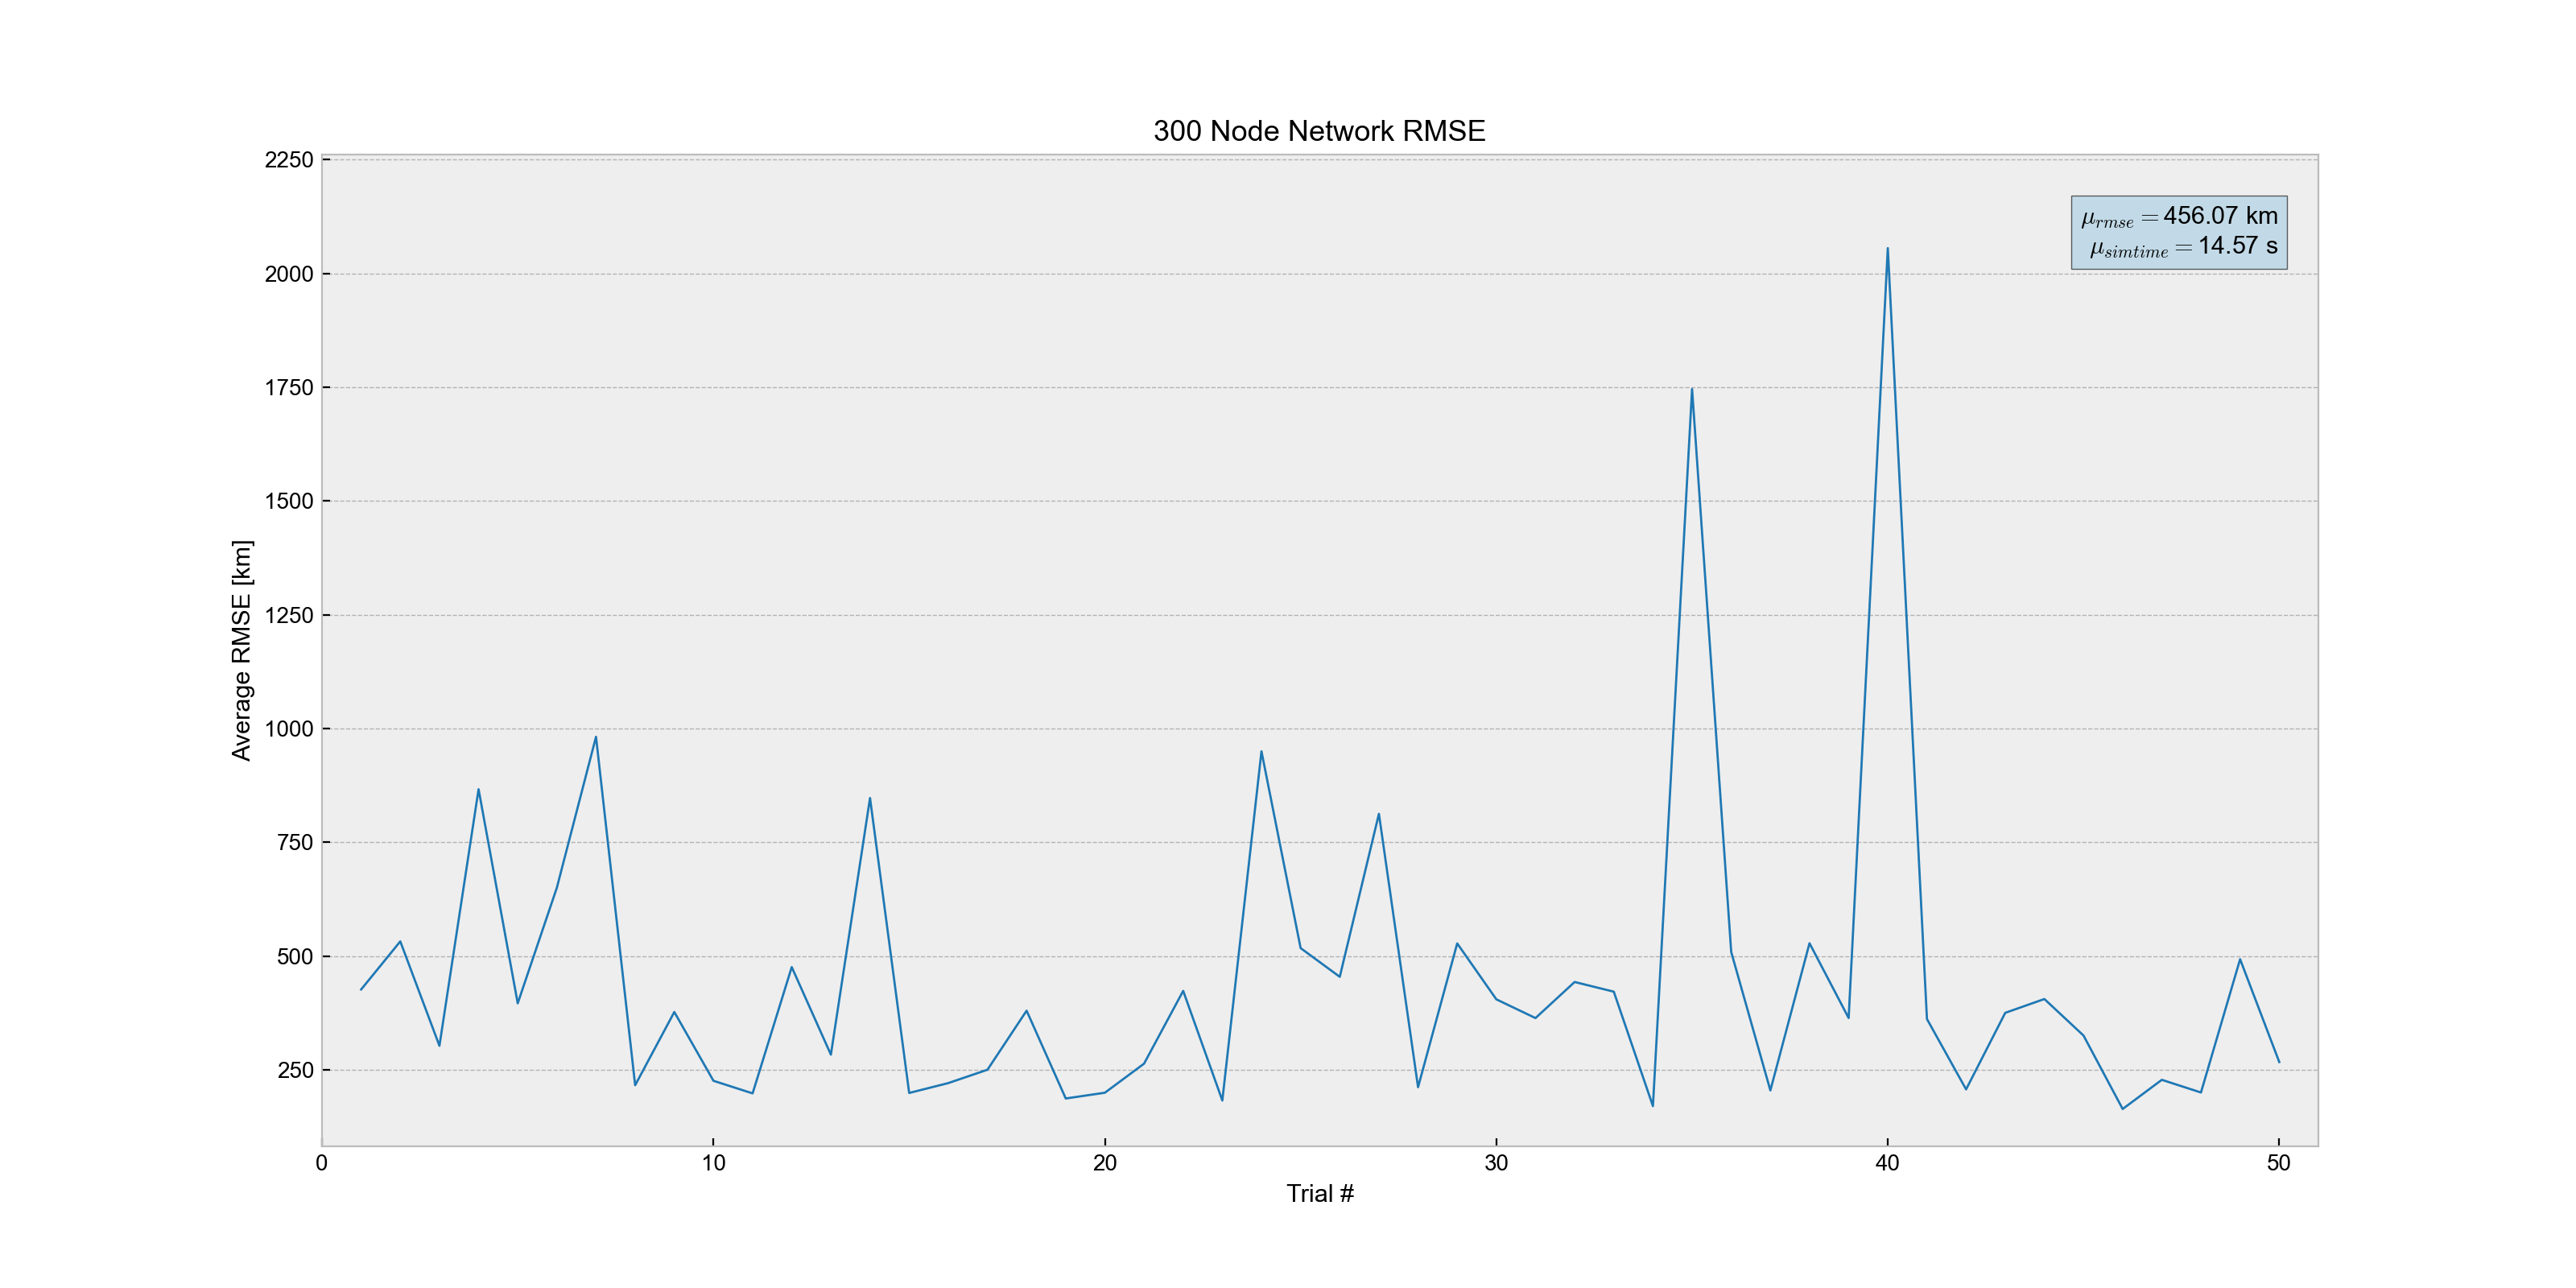 300 Node Network RMSE
2250
2000
1750
1500
1250
1000
750
500
250
Average RMSE [km]
μrmse = 456.07 km
μsimtime = 14.57 s
0 10 20 30 40 50
Trial #